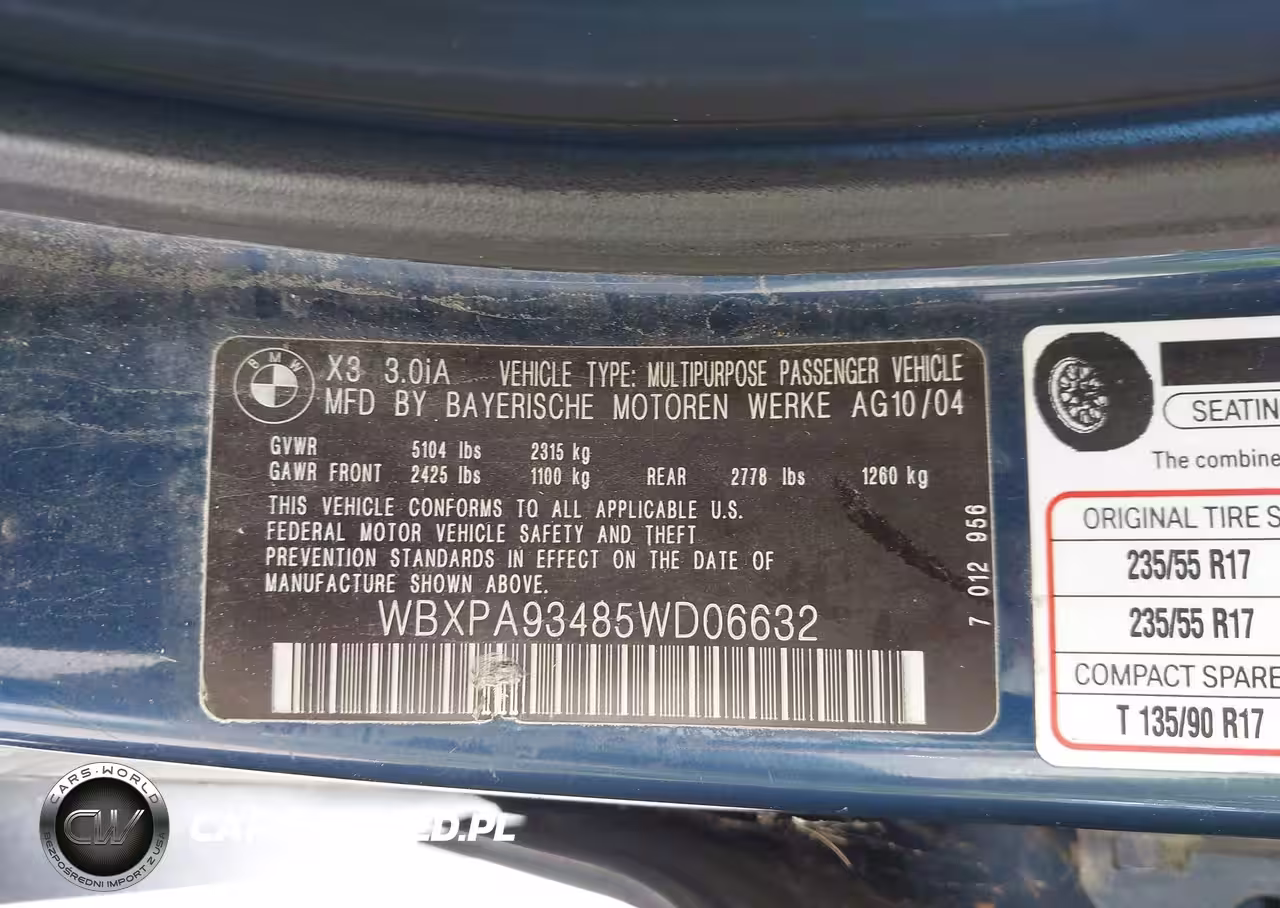 BMW
X3 3.0iA VEHICLE TYPE: MULTIPURPOSE PASSENGER VEHICLE
MFD BY BAYERISCHE MOTOREN WERKE AG10/04
GVWR 5104 lbs 2315 kg
GAWR FRONT 2425 lbs 1100 kg REAR 2778 lbs 1260 kg
THIS VEHICLE CONFORMS TO ALL APPLICABLE U.S.
FEDERAL MOTOR VEHICLE SAFETY AND THEFT
PREVENTION STANDARDS IN EFFECT ON THE DATE OF
MANUFACTURE SHOWN ABOVE.
WBXPA93485WD06632
7 012 956
SEATIN
The combine
ORIGINAL TIRE S
235/55 R17
235/55 R17
COMPACT SPARE
T 135/90 R17
CARS-WORLD
CW
BEZPOŚREDNI IMPORT Z USA